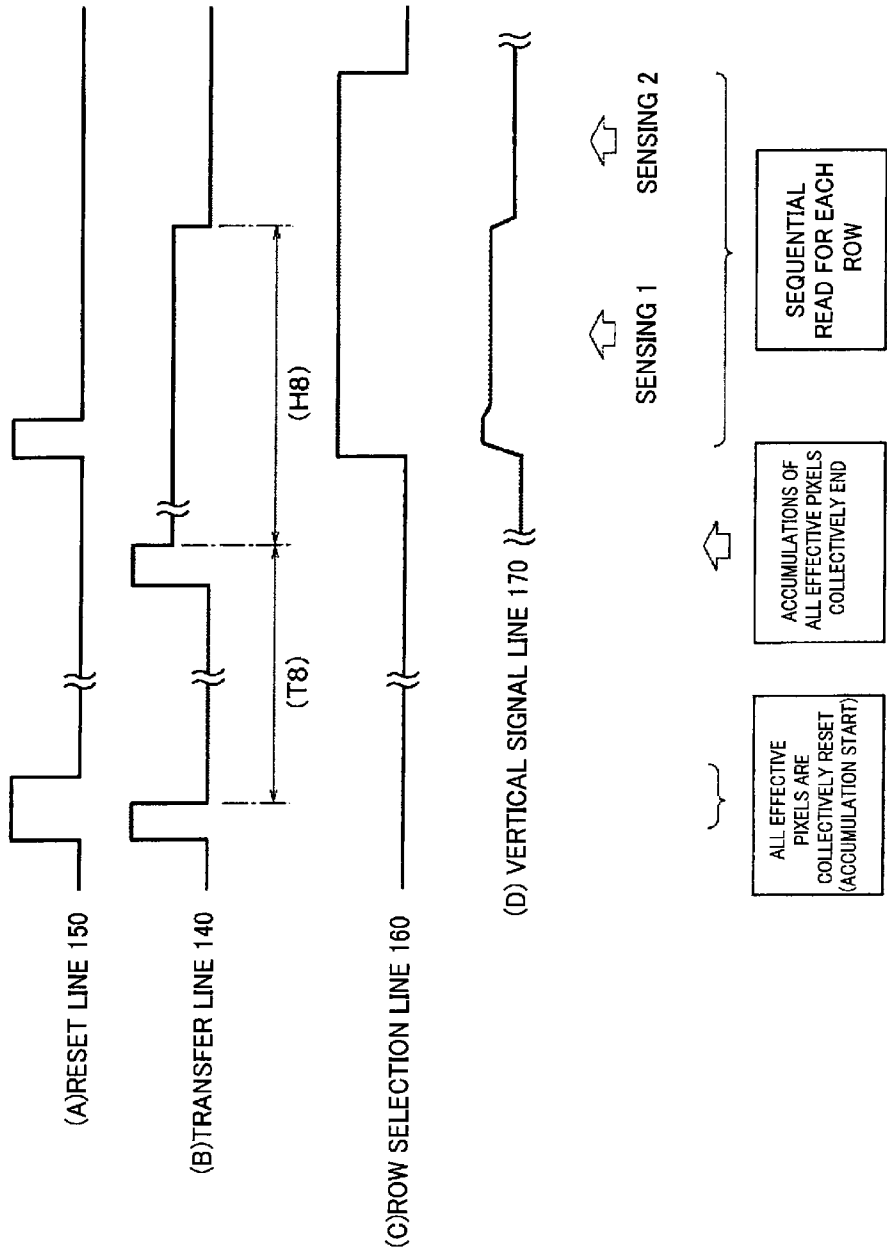 (A)RESET LINE 150
(B)TRANSFER LINE 140
(T8)
(H8)
(C)ROW SELECTION LINE 160
(D) VERTICAL SIGNAL LINE 170
SENSING 1
SENSING 2
ALL EFFECTIVE
PIXELS ARE
COLLECTIVELY RESET
(ACCUMULATION START)
ACCUMULATIONS OF
ALL EFFECTIVE PIXELS
COLLECTIVELY END
SEQUENTIAL
READ FOR EACH
ROW